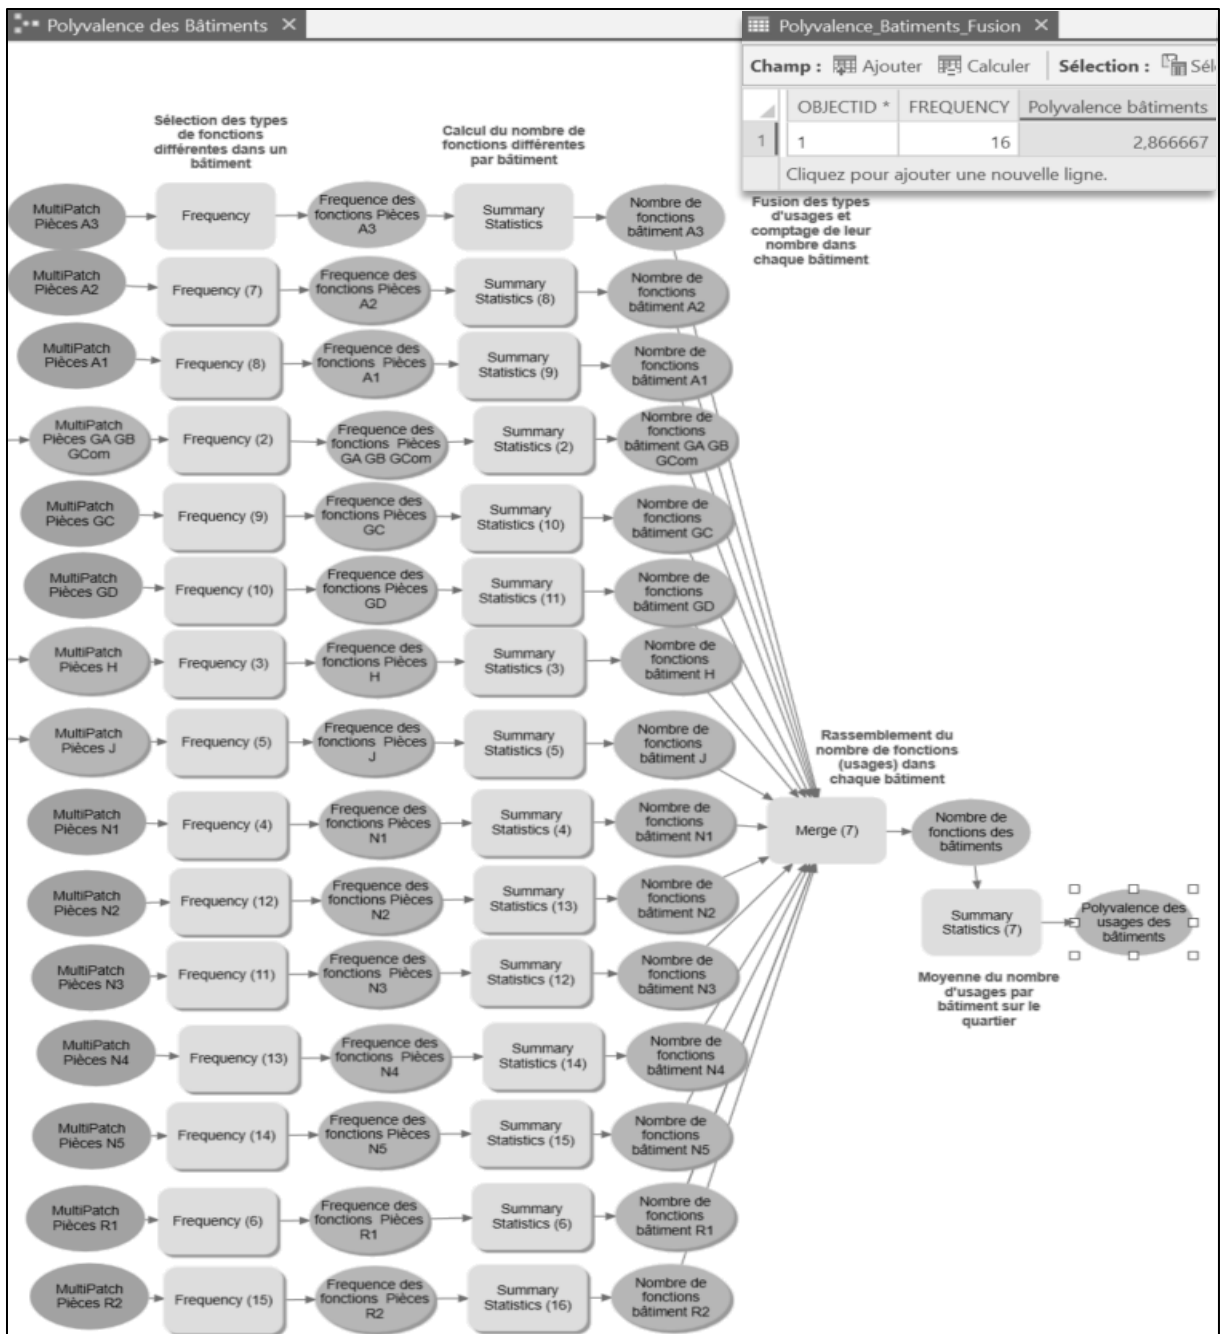 Polyvalence des Bâtiments ×
Polyvalence_Batiments_Fusion ×
Champ : Ajouter Calculer Sélection : Sél
OBJECTID * FREQUENCY Polyvalence bâtiments
1 1 16 2,866667
Cliquez pour ajouter une nouvelle ligne.
Sélection des types
de fonctions
différentes dans un
bâtiment
Calcul du nombre de
fonctions différentes
par bâtiment
Fusion des types
d'usages et
comptage de leur
nombre dans
chaque bâtiment
MultiPatch
Pièces A3
Frequency
Frequence des
fonctions Pièces
A3
Summary
Statistics
Nombre de
fonctions
bâtiment A3
MultiPatch
Pièces A2
Frequency (7)
Frequence des
fonctions Pièces
A2
Summary
Statistics (8)
Nombre de
fonctions
bâtiment A2
MultiPatch
Pièces A1
Frequency (8)
Frequence des
fonctions Pièces
A1
Summary
Statistics (9)
Nombre de
fonctions
bâtiment A1
MultiPatch
Pièces GA GB
GCom
Frequency (2)
Frequence des
fonctions Pièces
GA GB GCom
Summary
Statistics (2)
Nombre de
fonctions
bâtiment GA GB
GCom
MultiPatch
Pièces GC
Frequency (9)
Frequence des
fonctions Pièces
GC
Summary
Statistics (10)
Nombre de
fonctions
bâtiment GC
MultiPatch
Pièces GD
Frequency (10)
Frequence des
fonctions Pièces
GD
Summary
Statistics (11)
Nombre de
fonctions
bâtiment GD
MultiPatch
Pièces H
Frequency (3)
Frequence des
fonctions Pièces
H
Summary
Statistics (3)
Nombre de
fonctions
bâtiment H
MultiPatch
Pièces J
Frequency (5)
Frequence des
fonctions Pièces
J
Summary
Statistics (5)
Nombre de
fonctions
bâtiment J
Rassemblement du
nombre de fonctions
(usages) dans
chaque bâtiment
MultiPatch
Pièces N1
Frequency (4)
Frequence des
fonctions Pièces
N1
Summary
Statistics (4)
Nombre de
fonctions
bâtiment N1
Merge (7)
Nombre de
fonctions des
bâtiments
MultiPatch
Pièces N2
Frequency (12)
Frequence des
fonctions Pièces
N2
Summary
Statistics (13)
Nombre de
fonctions
bâtiment N2
Summary
Statistics (7)
Polyvalence des
usages des
bâtiments
MultiPatch
Pièces N3
Frequency (11)
Frequence des
fonctions Pièces
N3
Summary
Statistics (12)
Nombre de
fonctions
bâtiment N3
Moyenne du nombre
d'usages par
bâtiment sur le
quartier
MultiPatch
Pièces N4
Frequency (13)
Frequence des
fonctions Pièces
N4
Summary
Statistics (14)
Nombre de
fonctions
bâtiment N4
MultiPatch
Pièces N5
Frequency (14)
Frequence des
fonctions Pièces
N5
Summary
Statistics (15)
Nombre de
fonctions
bâtiment N5
MultiPatch
Pièces R1
Frequency (6)
Frequence des
fonctions Pièces
R1
Summary
Statistics (6)
Nombre de
fonctions
bâtiment R1
MultiPatch
Pièces R2
Frequency (15)
Frequence des
fonctions Pièces
R2
Summary
Statistics (16)
Nombre de
fonctions
bâtiment R2